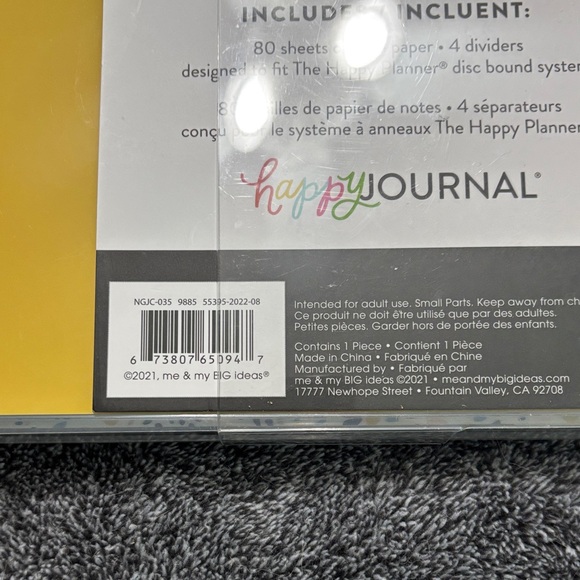 INCLUDES / INCLUENT:
80 sheets paper • 4 dividers
designed to fit The Happy Planner® disc bound system
de papier de notes • 4 séparateurs
le système à anneaux The Happy Planner
happy JOURNAL®
NGJC-035 9885 55395-2022-08
6 73807 65094 7
©2021, me & my BIG ideas®
Intended for adult use. Small Parts. Keep away from ch
Ce produit ne doit être utilisé que par des adultes.
Petites pièces. Garder hors de portée des enfants.
Contains 1 Piece • Contient 1 Pièce
Made in China • Fabriqué en Chine
Manufactured by • Fabriqué par
me & my BIG ideas ©2021 • meandmybigideas.com
17777 Newhope Street • Fountain Valley, CA 92708